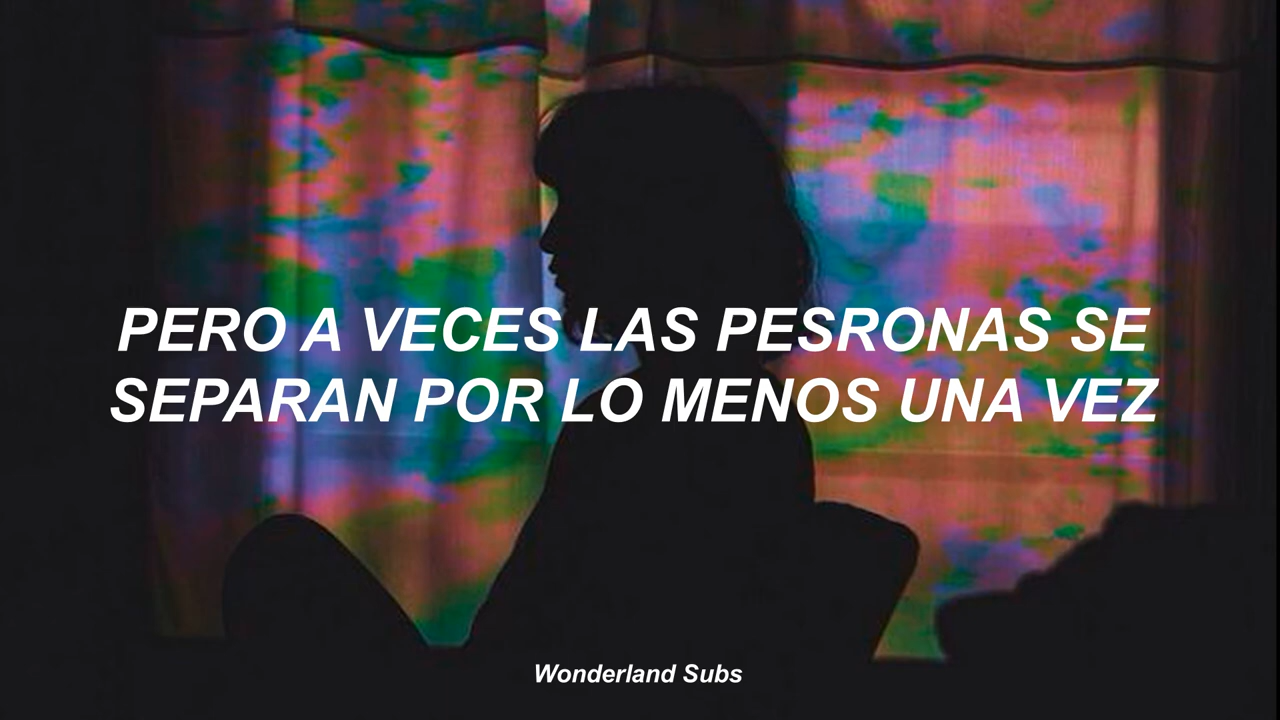 PERO A VECES LAS PESRONAS SE
SEPARAN POR LO MENOS UNA VEZ
Wonderland Subs